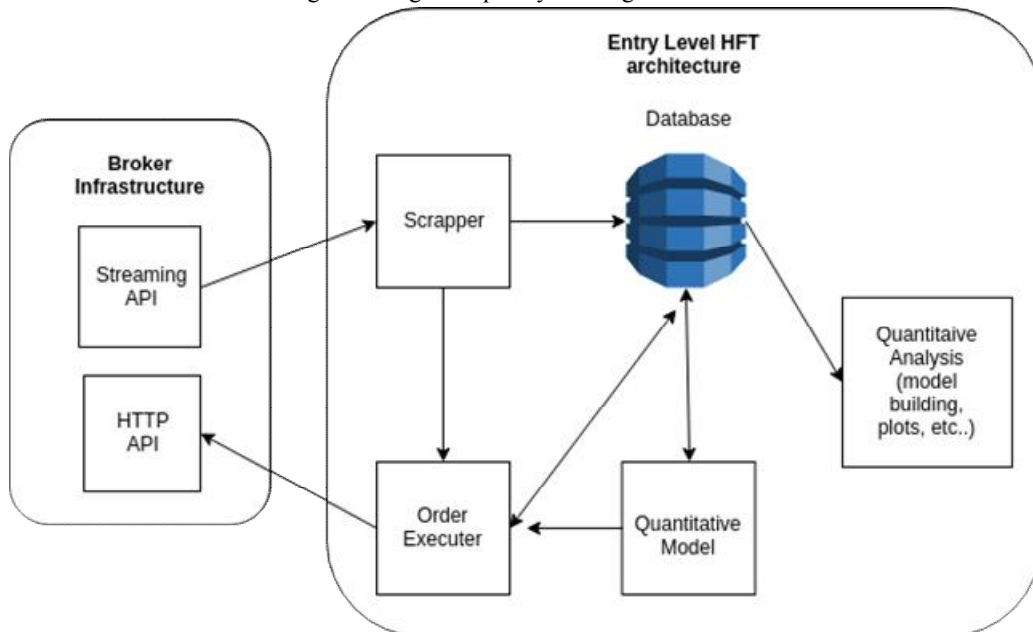 Entry Level HFT
architecture
Database
Broker
Infrastructure
Scrapper
Streaming
API
Quantitaive
Analysis
(model
building,
plots, etc..)
HTTP
API
Order
Executer
Quantitative
Model